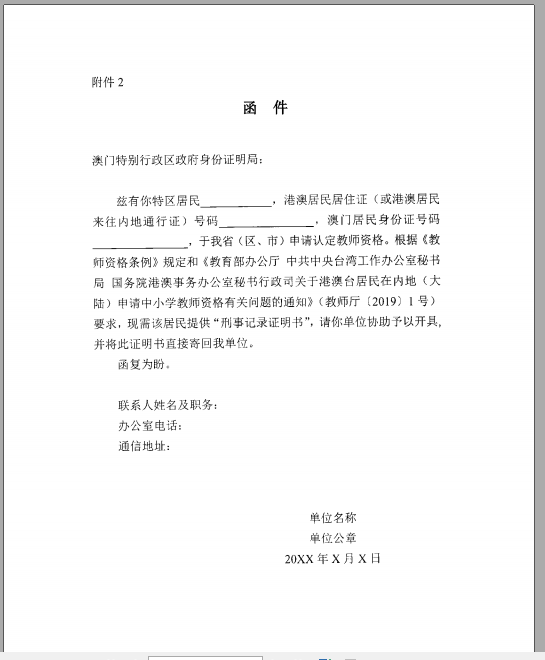 附件 2
函 件
澳门特别行政区政府身份证明局：
兹有你特区居民____________，港澳居民居住证（或港澳居民
来往内地通行证）号码________________，澳门居民身份证号码
________________，于我省（区、市）申请认定教师资格。根据《教
师资格条例》规定和《教育部办公厅 中共中央台湾工作办公室秘书
局 国务院港澳事务办公室秘书行政司关于港澳台居民在内地（大
陆）申请中小学教师资格有关问题的通知》（教师厅〔2019〕1 号）
要求，现需该居民提供“刑事记录证明书”，请你单位协助予以开具，
并将此证明书直接寄回我单位。
函复为盼。
联系人姓名及职务：
办公室电话：
通信地址：
单位名称
单位公章
20XX 年 X 月 X 日